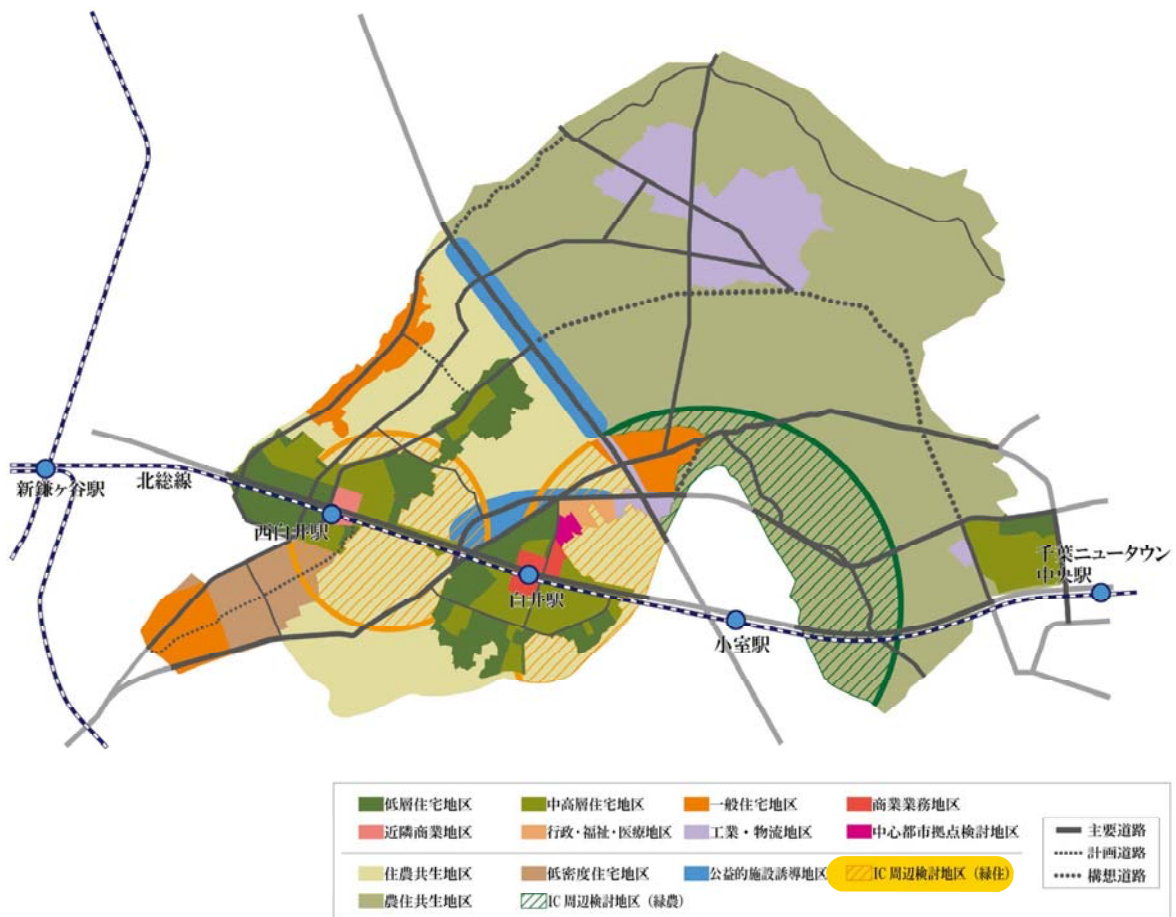 新鎌ヶ谷駅
北総線
西白井駅
白井駅
小室駅
千葉ニュータウン
中央駅
低層住宅地区
中高層住宅地区
一般住宅地区
商業業務地区
近隣商業地区
行政・福祉・医療地区
工業・物流地区
中心都市拠点検討地区
住農共生地区
低密度住宅地区
公益的施設誘導地区
IC 周辺検討地区（緑住）
農住共生地区
IC 周辺検討地区（緑農）
主要道路
計画道路
構想道路